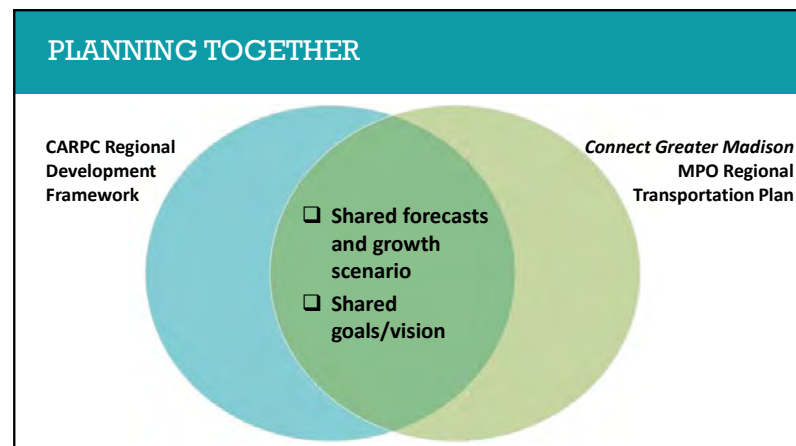 PLANNING TOGETHER
CARPC Regional
Development
Framework
Connect Greater Madison
MPO Regional
Transportation Plan
❑ Shared forecasts
and growth
scenario
❑ Shared
goals/vision